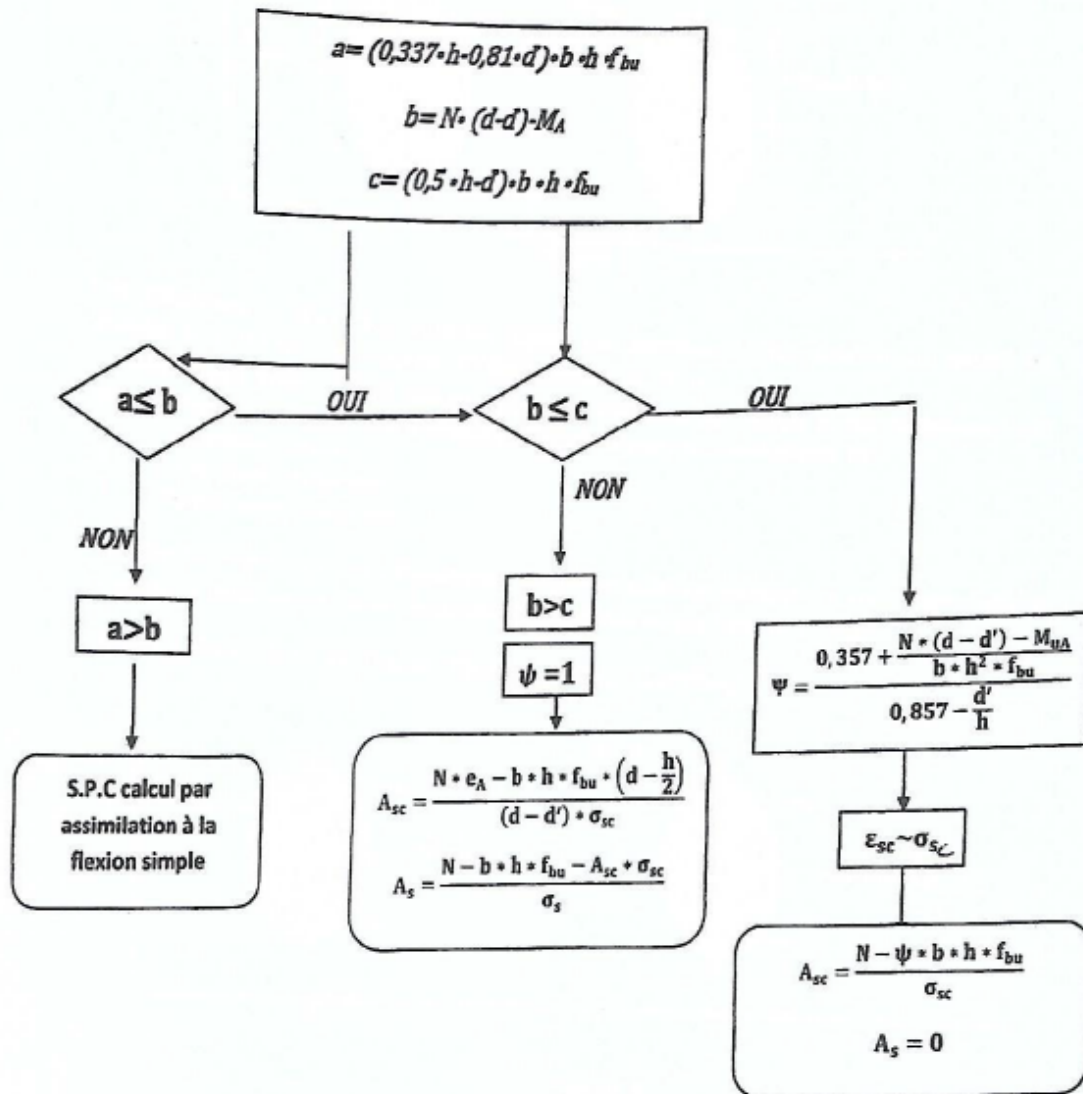 a= (0,337•h-0,81•d)•b•h•f_bu
b= N• (d-d)-M_A
c= (0,5•h-d)•b•h•f_bu
a≤ b
OUI
b ≤ c
OUI
NON
NON
a>b
b>c
ψ =1
Ψ = (0,357 + (N * (d − d′) − M_uA)/(b * h² * f_bu))/(0,857 − d′/h)
S.P.C calcul par
assimilation à la
flexion simple
A_sc = (N * e_A − b * h * f_bu * (d − h/2))/((d − d′) * σ_sc)
A_s = (N − b * h * f_bu − A_sc * σ_sc)/σ_s
ε_sc~σ_sc
A_sc = (N − ψ * b * h * f_bu)/σ_sc
A_s = 0